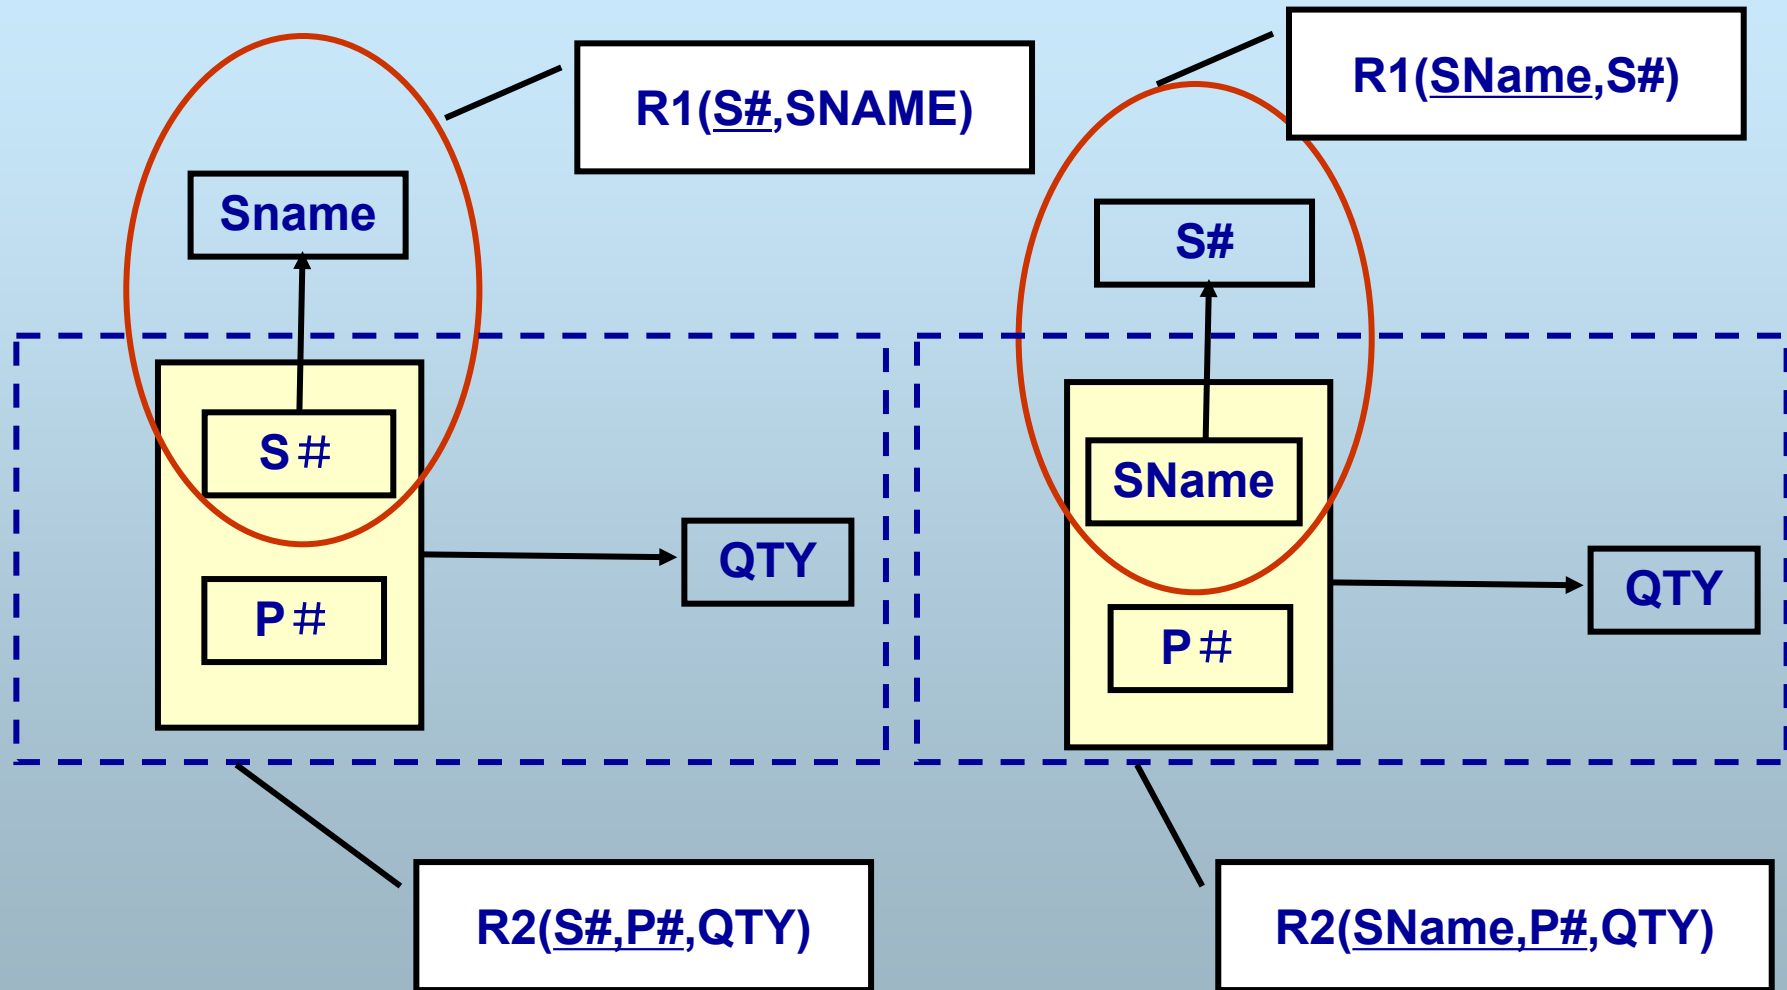 R1(S#,SNAME)
Sname
S#
P#
QTY
R2(S#,P#,QTY)
R1(SName,S#)
S#
SName
P#
QTY
R2(SName,P#,QTY)